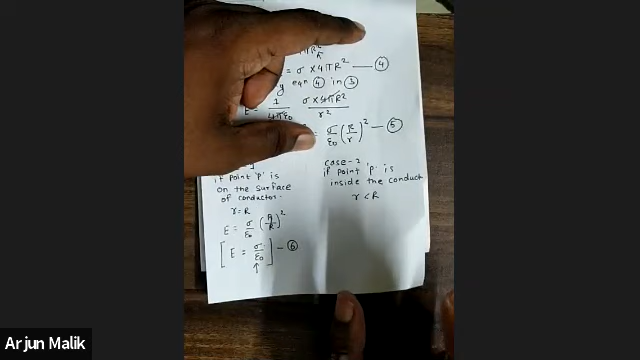 = σ × 4πR² — ④
eqn ④ in ③
E = 1/4πε₀ σ × 4πR²/r²
= σ/ε₀ (R/r)² — ⑤
if point 'p' is
on the surface
of conductor.
r = R
E = σ/ε₀ (R/R)²
[E = σ/ε₀] — ⑥
case-2
if point 'p' is
inside the conduct
r < R
Arjun Malik